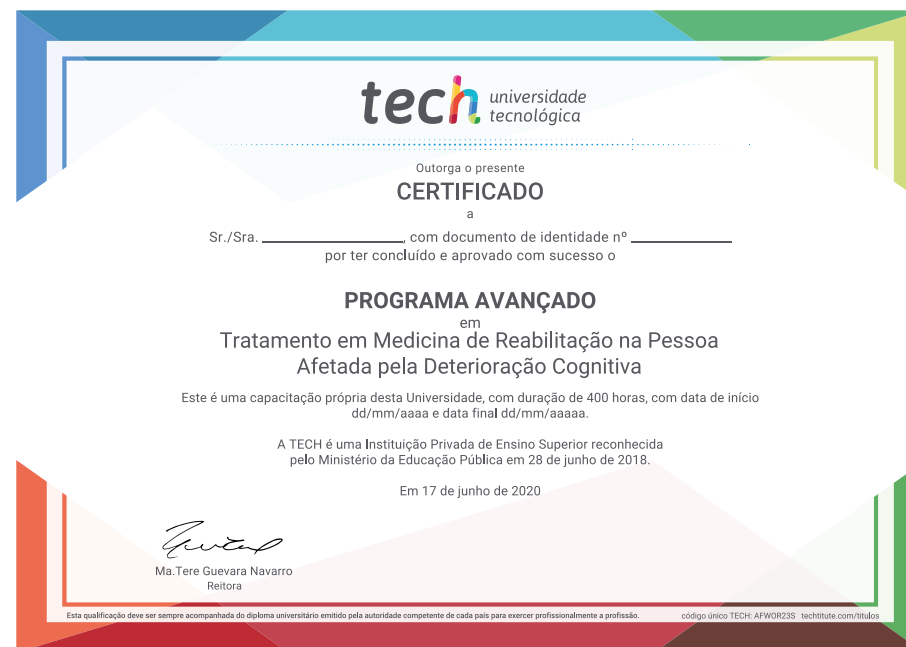 tech universidade
tecnológica
Outorga o presente
CERTIFICADO
a
Sr./Sra. ____________, com documento de identidade nº ____________
por ter concluído e aprovado com sucesso o
PROGRAMA AVANÇADO
em
Tratamento em Medicina de Reabilitação na Pessoa
Afetada pela Deterioração Cognitiva
Este é uma capacitação própria desta Universidade, com duração de 400 horas, com data de início
dd/mm/aaaa e data final dd/mm/aaaaa.
A TECH é uma Instituição Privada de Ensino Superior reconhecida
pelo Ministério da Educação Pública em 28 de junho de 2018.
Em 17 de junho de 2020
Ma.Tere Guevara Navarro
Reitora
Esta qualificação deve ser sempre acompanhada do diploma universitário emitido pela autoridade competente de cada país para exercer profissionalmente a profissão. código único TECH: AFWOR23S techtitute.com/titulos